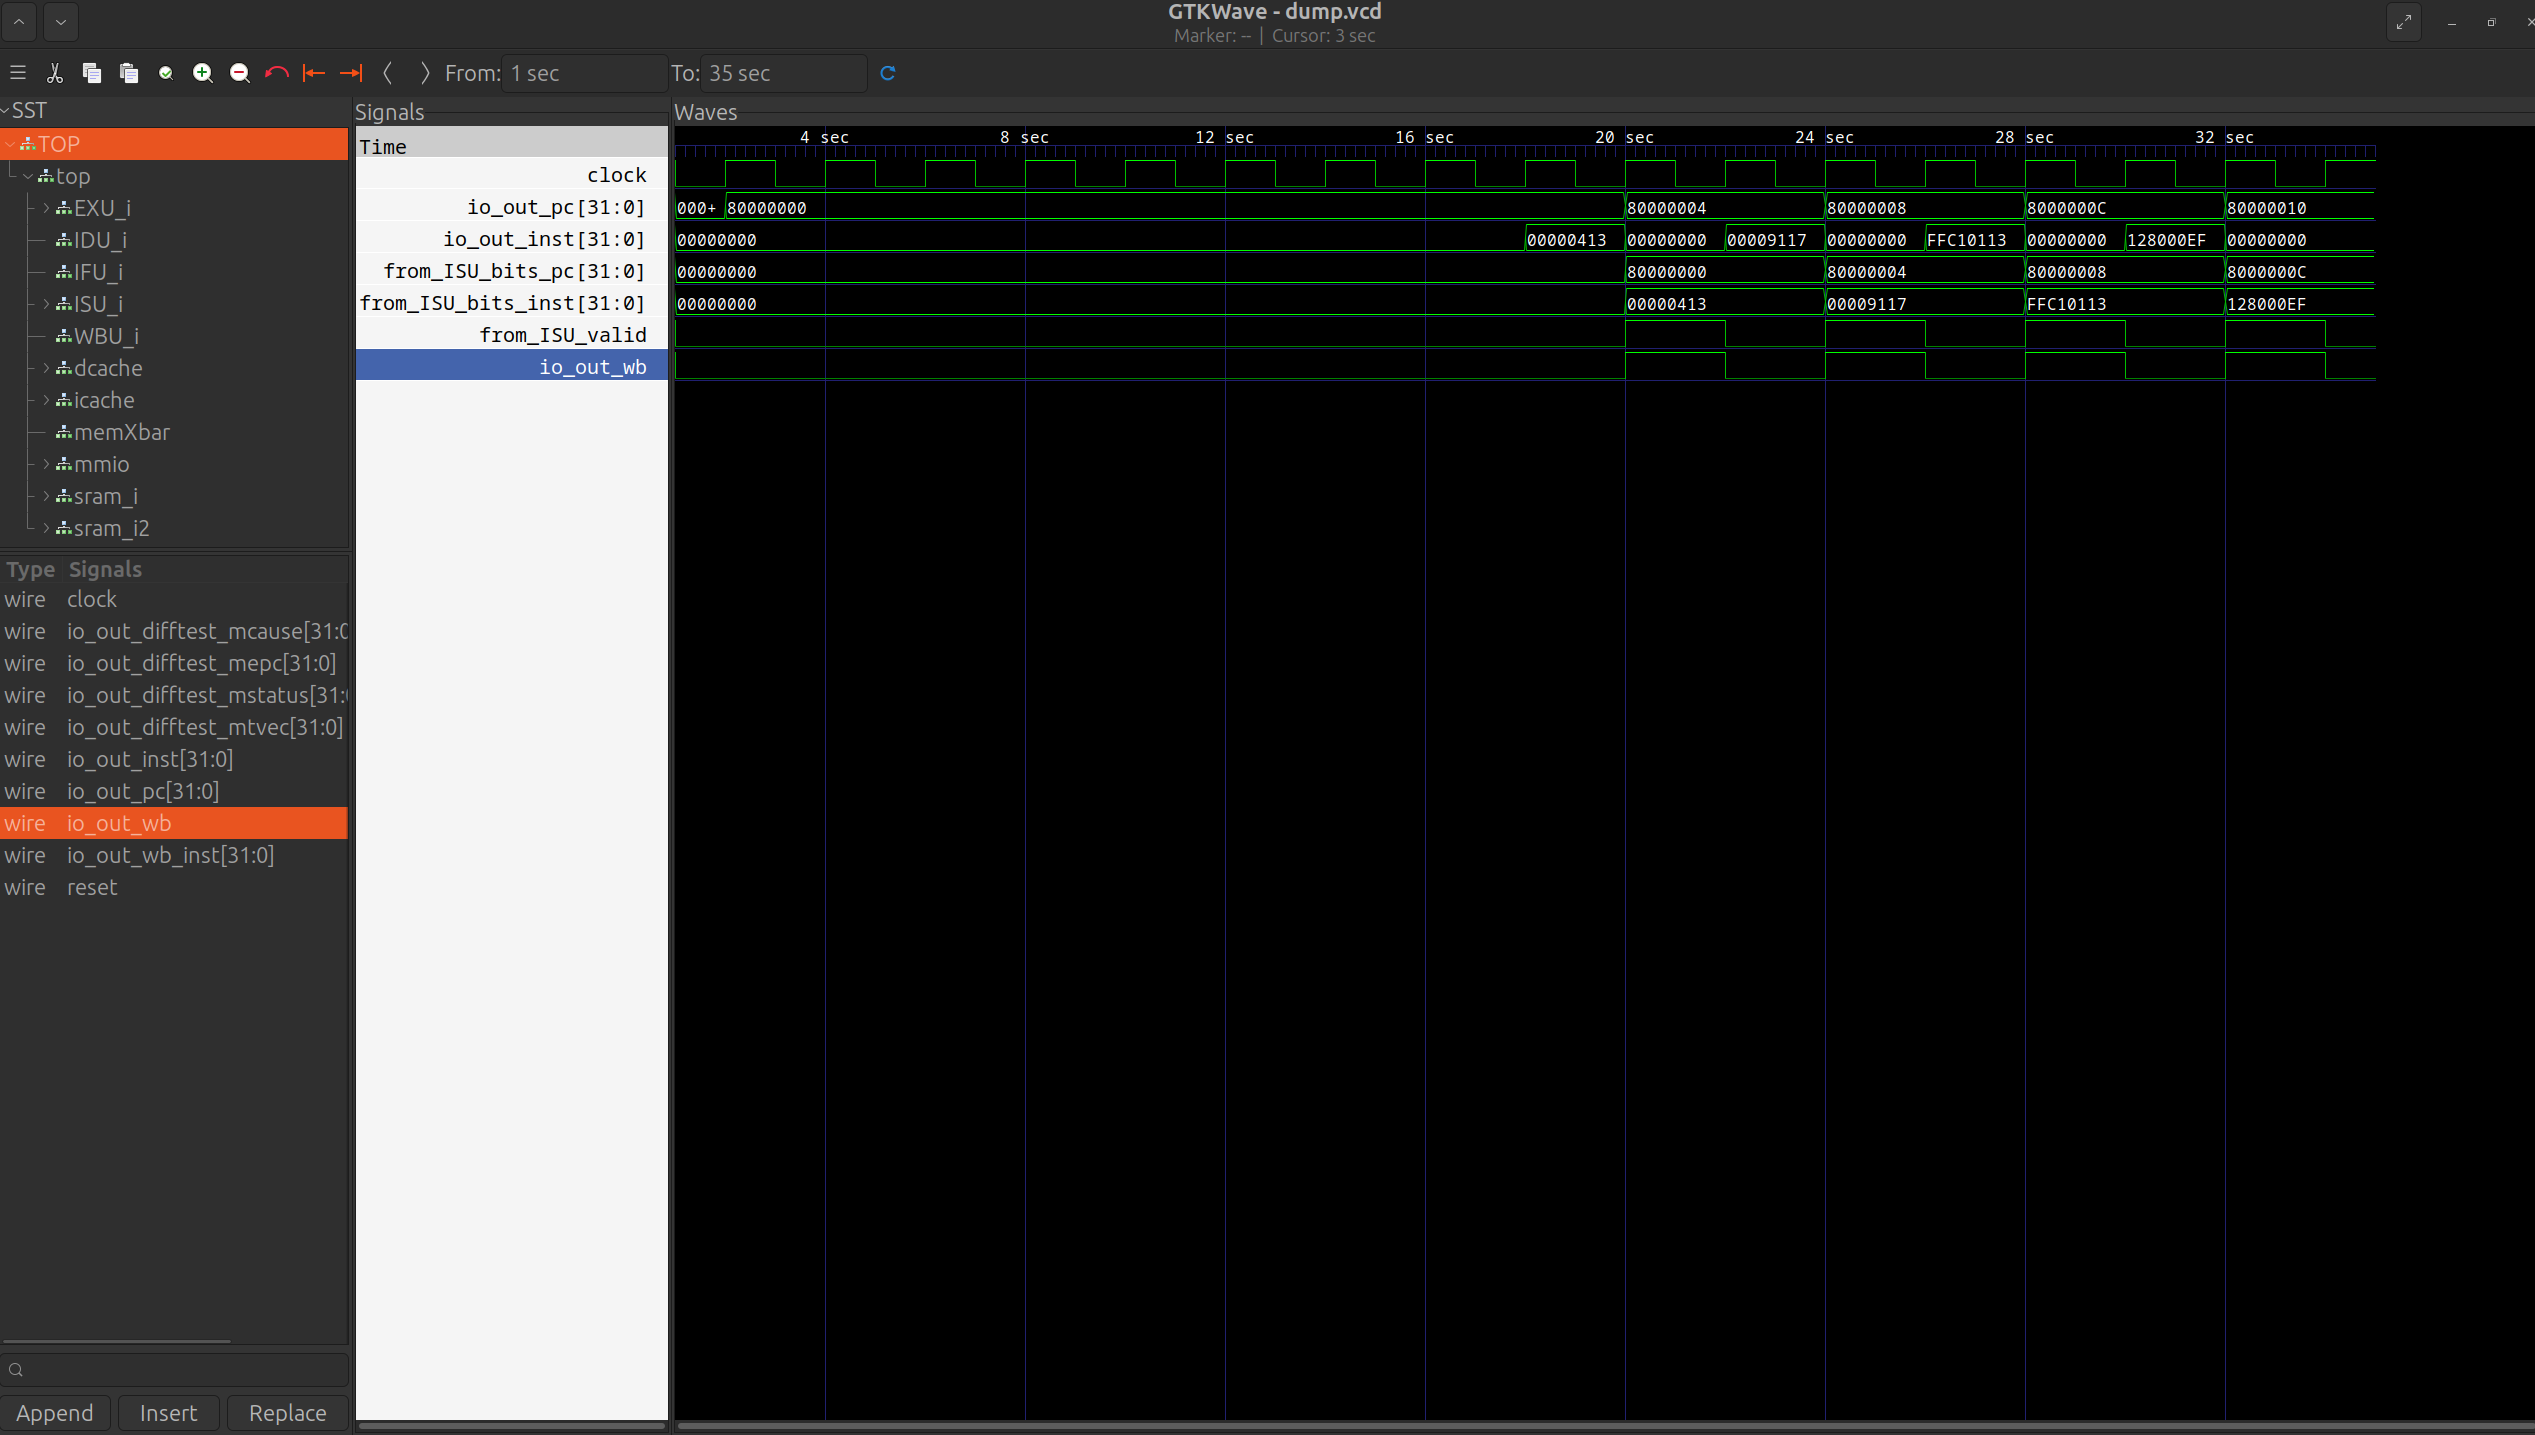 GTKWave - dump.vcd
Marker: -- | Cursor: 3 sec
From: 1 sec To: 35 sec
SST
TOP
top
EXU_i
IDU_i
IFU_i
ISU_i
WBU_i
dcache
icache
memXbar
mmio
sram_i
sram_i2
Type Signals
wire clock
wire io_out_difftest_mcause[31:0
wire io_out_difftest_mepc[31:0]
wire io_out_difftest_mstatus[31:
wire io_out_difftest_mtvec[31:0]
wire io_out_inst[31:0]
wire io_out_pc[31:0]
wire io_out_wb
wire io_out_wb_inst[31:0]
wire reset
Append Insert Replace
Signals
Time
clock
io_out_pc[31:0]
io_out_inst[31:0]
from_ISU_bits_pc[31:0]
from_ISU_bits_inst[31:0]
from_ISU_valid
io_out_wb
Waves
4 sec 8 sec 12 sec 16 sec 20 sec 24 sec 28 sec 32 sec
000+ 80000000 80000004 80000008 8000000C 80000010
00000000 00000413 00000000 00009117 00000000 FFC10113 00000000 128000EF 00000000
00000000 80000000 80000004 80000008 8000000C
00000000 00000413 00009117 FFC10113 128000EF